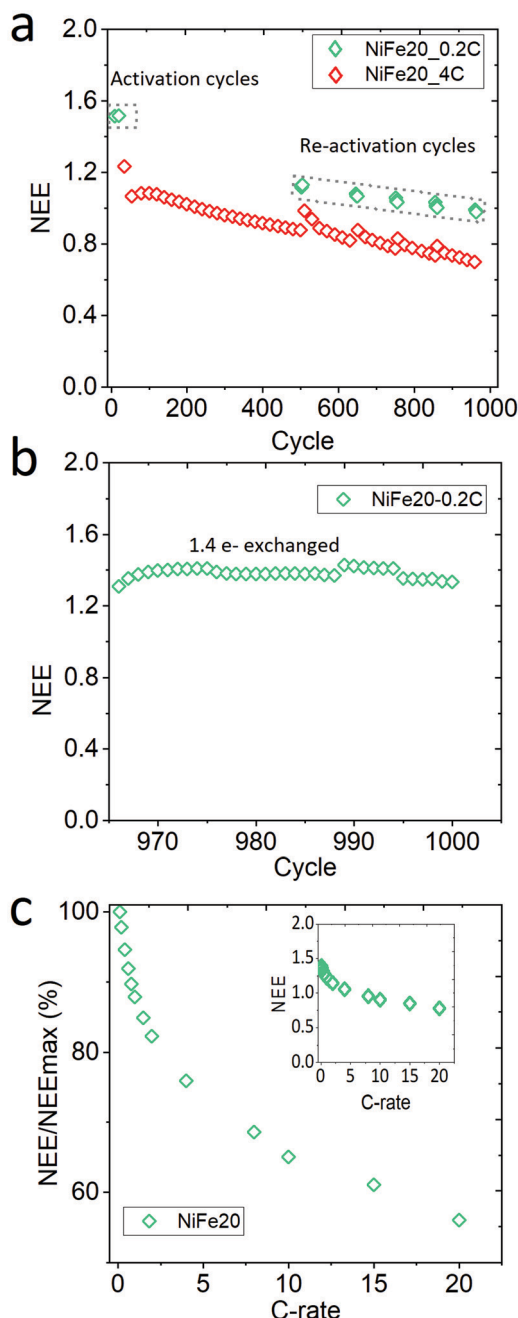 a
2.0
1.6
1.2
0.8
0.4
0.0
NEE
NiFe20_0.2C
NiFe20_4C
Activation cycles
Re-activation cycles
0 200 400 600 800 1000
Cycle
b
2.0
1.6
1.2
0.8
0.4
0.0
NEE
NiFe20-0.2C
1.4 e- exchanged
970 980 990 1000
Cycle
c
100
80
60
NEE/NEEmax (%)
2.0
1.5
1.0
0.5
0.0
NEE
0 5 10 15 20
C-rate
NiFe20
0 5 10 15 20
C-rate